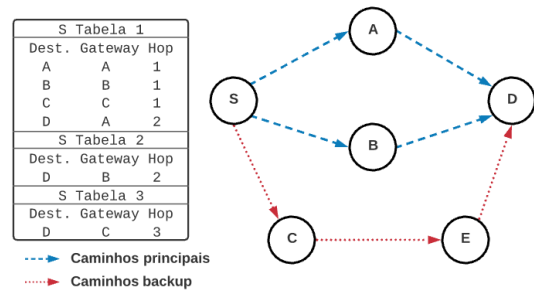 S Tabela 1
Dest. Gateway Hop
A A 1
B B 1
C C 1
D A 2
S Tabela 2
Dest. Gateway Hop
D B 2
S Tabela 3
Dest. Gateway Hop
D C 3
Caminhos principais
Caminhos backup
A
S
D
B
C
E